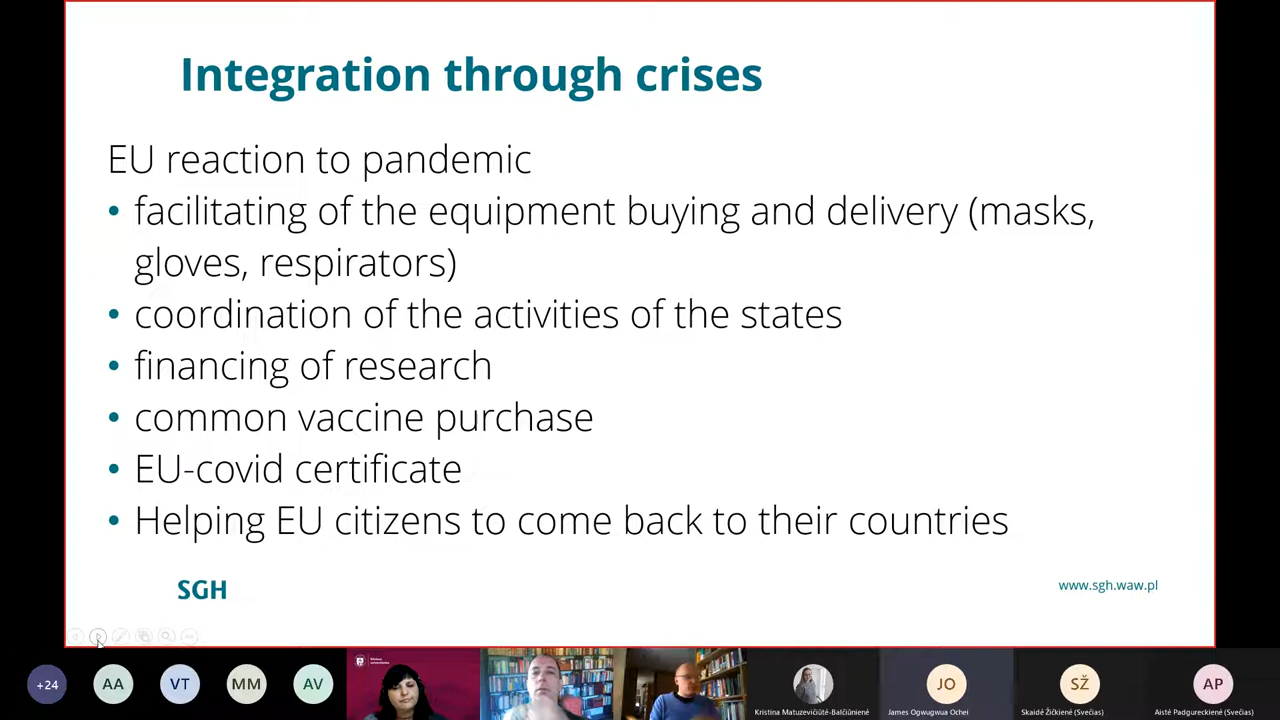 Integration through crises
EU reaction to pandemic
• facilitating of the equipment buying and delivery (masks,
gloves, respirators)
• coordination of the activities of the states
• financing of research
• common vaccine purchase
• EU-covid certificate
• Helping EU citizens to come back to their countries
SGH
www.sgh.waw.pl
+24
AA
VT
MM
AV
JO
SŽ
AP
Kristina Matuzevičiūtė-Balčiūnienė
James Ogwugwua Ochei
Skaidė Žičkienė (Svečias)
Aistė Padgureckienė (Svečias)